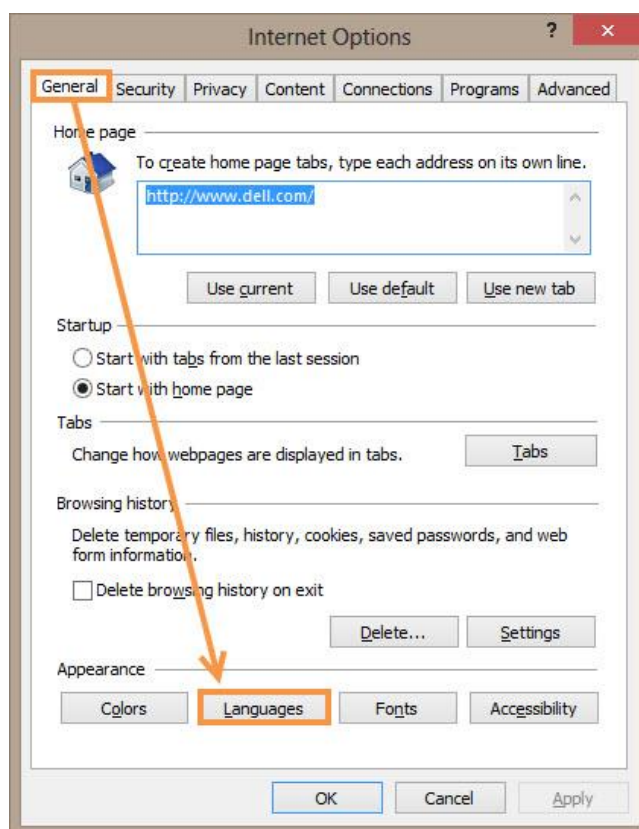 Internet Options ? ×
General Security Privacy Content Connections Programs Advanced
Home page
To create home page tabs, type each address on its own line.
http://www.dell.com/
Use current Use default Use new tab
Startup
Start with tabs from the last session
Start with home page
Tabs
Change how webpages are displayed in tabs. Tabs
Browsing history
Delete temporary files, history, cookies, saved passwords, and web
form information.
Delete browsing history on exit
Delete... Settings
Appearance
Colors Languages Fonts Accessibility
OK Cancel Apply